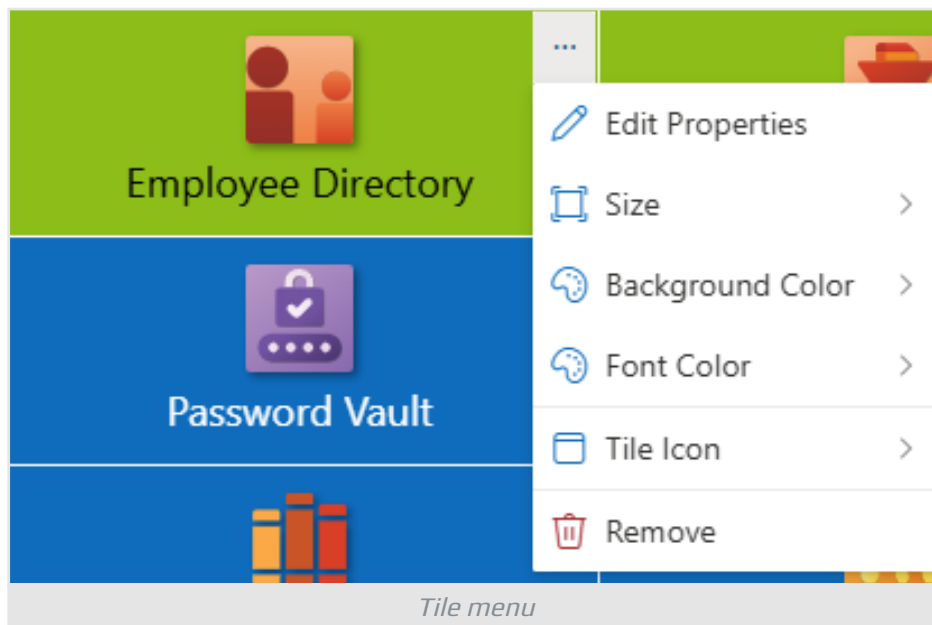 ...
Employee Directory
Edit Properties
Size
Background Color
Password Vault
Font Color
Tile Icon
Remove
Tile menu